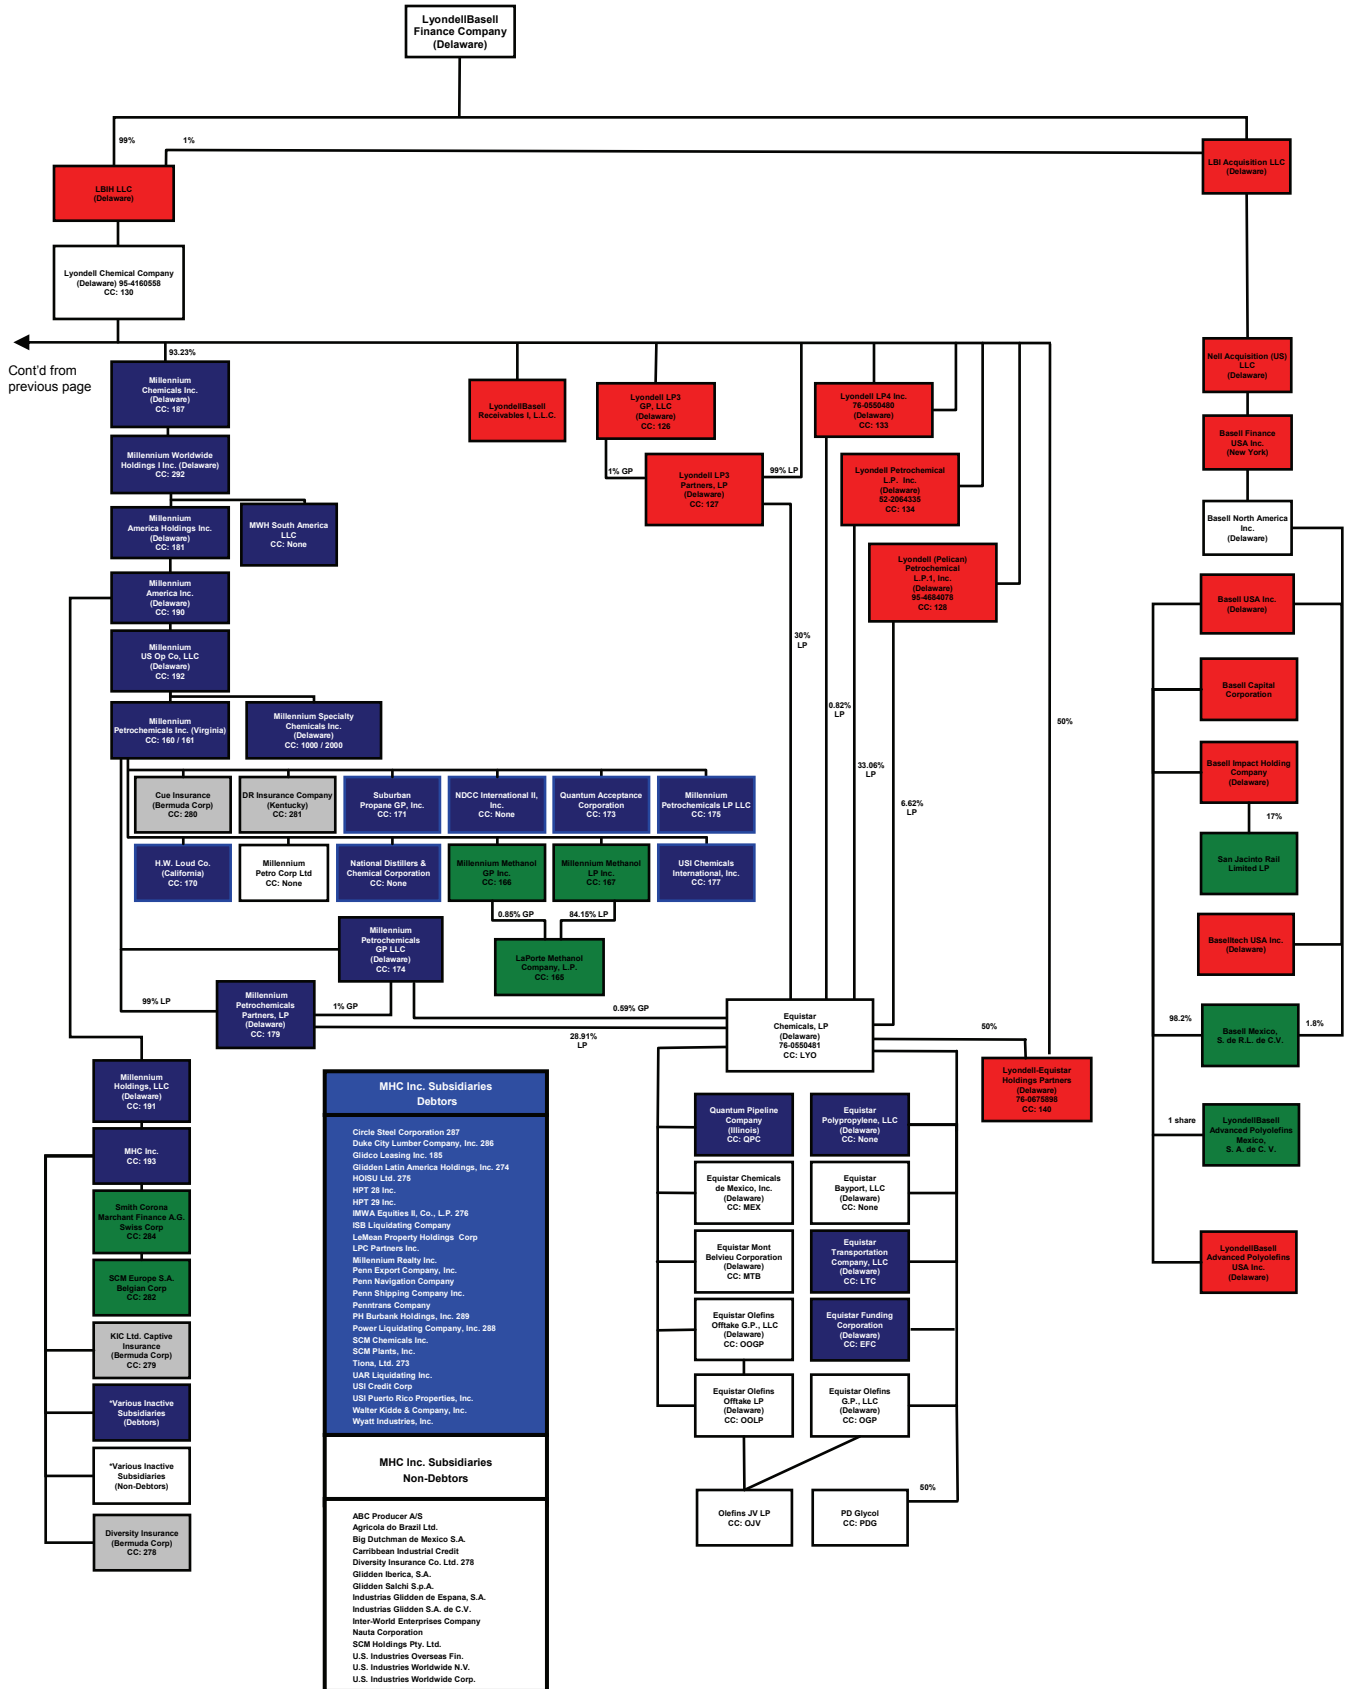 LyondellBasell
Finance Company
(Delaware)
99%
1%
LBIH LLC
(Delaware)
LBI Acquisition LLC
(Delaware)
Lyondell Chemical Company
(Delaware) 95-4160558
CC: 130
Cont'd from
previous page
93.23%
Millennium
Chemicals Inc.
(Delaware)
CC: 187
LyondellBasell
Receivables I, L.L.C.
Lyondell LP3
GP, LLC
(Delaware)
CC: 126
Lyondell LP4 Inc.
76-0550480
(Delaware)
CC: 133
Nell Acquisition (US)
LLC
(Delaware)
Millennium Worldwide
Holdings I Inc. (Delaware)
CC: 292
1% GP
Lyondell LP3
Partners, LP
(Delaware)
CC: 127
99% LP
Lyondell Petrochemical
L.P. Inc.
(Delaware)
52-2064335
CC: 134
Basell Finance
USA Inc.
(New York)
Millennium
America Holdings Inc.
(Delaware)
CC: 181
MWH South America
LLC
CC: None
Basell North America
Inc.
(Delaware)
Millennium
America Inc.
(Delaware)
CC: 190
Lyondell (Pelican)
Petrochemical
L.P.1, Inc.
(Delaware)
95-4684078
CC: 128
Basell USA Inc.
(Delaware)
Millennium
US Op Co, LLC
(Delaware)
CC: 192
30%
LP
Basell Capital
Corporation
Millennium
Petrochemicals Inc. (Virginia)
CC: 160 / 161
Millennium Specialty
Chemicals Inc.
(Delaware)
CC: 1000 / 2000
0.82%
LP
50%
33.06%
LP
6.62%
LP
Basell Impact Holding
Company
(Delaware)
17%
Cue Insurance
(Bermuda Corp)
CC: 280
DR Insurance Company
(Kentucky)
CC: 281
Suburban
Propane GP, Inc.
CC: 171
NDCC International II,
Inc.
CC: None
Quantum Acceptance
Corporation
CC: 173
Millennium
Petrochemicals LP LLC
CC: 175
H.W. Loud Co.
(California)
CC: 170
Millennium
Petro Corp Ltd
CC: None
National Distillers &
Chemical Corporation
CC: None
Millennium Methanol
GP Inc.
CC: 166
Millennium Methanol
LP Inc.
CC: 167
USI Chemicals
International, Inc.
CC: 177
San Jacinto Rail
Limited LP
0.85% GP
84.15% LP
Millennium
Petrochemicals
GP LLC
(Delaware)
CC: 174
LaPorte Methanol
Company, L.P.
CC: 165
Baselltech USA Inc.
(Delaware)
99% LP
Millennium
Petrochemicals
Partners, LP
(Delaware)
CC: 179
1% GP
0.59% GP
28.91%
LP
Equistar
Chemicals, LP
(Delaware)
76-0550481
CC: LYO
50%
98.2%
Basell Mexico,
S. de R.L. de C.V.
1.8%
Millennium
Holdings, LLC
(Delaware)
CC: 191
Lyondell-Equistar
Holdings Partners
(Delaware)
76-0675898
CC: 140
MHC Inc.
CC: 193
1 share
LyondellBasell
Advanced Polyolefins
Mexico,
S. A. de C. V.
Smith Corona
Marchant Finance A.G.
Swiss Corp
CC: 284
SCM Europe S.A.
Belgian Corp
CC: 282
LyondellBasell
Advanced Polyolefins
USA Inc.
(Delaware)
KIC Ltd. Captive
Insurance
(Bermuda Corp)
CC: 279
*Various Inactive
Subsidiaries
(Debtors)
*Various Inactive
Subsidiaries
(Non-Debtors)
Diversity Insurance
(Bermuda Corp)
CC: 278
MHC Inc. Subsidiaries
Debtors
Circle Steel Corporation 287
Duke City Lumber Company, Inc. 286
Glidco Leasing Inc. 185
Glidden Latin America Holdings, Inc. 274
HOISU Ltd. 275
HPT 28 Inc.
HPT 29 Inc.
IMWA Equities II, Co., L.P. 276
ISB Liquidating Company
LeMean Property Holdings Corp
LPC Partners Inc.
Millennium Realty Inc.
Penn Export Company, Inc.
Penn Navigation Company
Penn Shipping Company Inc.
Penntrans Company
PH Burbank Holdings, Inc. 289
Power Liquidating Company, Inc. 288
SCM Chemicals Inc.
SCM Plants, Inc.
Tiona, Ltd. 273
UAR Liquidating Inc.
USI Credit Corp
USI Puerto Rico Properties, Inc.
Walter Kidde & Company, Inc.
Wyatt Industries, Inc.
MHC Inc. Subsidiaries
Non-Debtors
ABC Producer A/S
Agricola do Brazil Ltd.
Big Dutchman de Mexico S.A.
Carribbean Industrial Credit
Diversity Insurance Co. Ltd. 278
Glidden Iberica, S.A.
Glidden Salchi S.p.A.
Industrias Glidden de Espana, S.A.
Industrias Glidden S.A. de C.V.
Inter-World Enterprises Company
Nauta Corporation
SCM Holdings Pty. Ltd.
U.S. Industries Overseas Fin.
U.S. Industries Worldwide N.V.
U.S. Industries Worldwide Corp.
Quantum Pipeline
Company
(Illinois)
CC: QPC
Equistar
Polypropylene, LLC
(Delaware)
CC: None
Equistar Chemicals
de Mexico, Inc.
(Delaware)
CC: MEX
Equistar
Bayport, LLC
(Delaware)
CC: None
Equistar Mont
Belvieu Corporation
(Delaware)
CC: MTB
Equistar
Transportation
Company, LLC
(Delaware)
CC: LTC
Equistar Olefins
Offtake G.P., LLC
(Delaware)
CC: OOGP
Equistar Funding
Corporation
(Delaware)
CC: EFC
Equistar Olefins
Offtake LP
(Delaware)
CC: OOLP
Equistar Olefins
G.P., LLC
(Delaware)
CC: OGP
Olefins JV LP
CC: OJV
PD Glycol
CC: PDG
50%